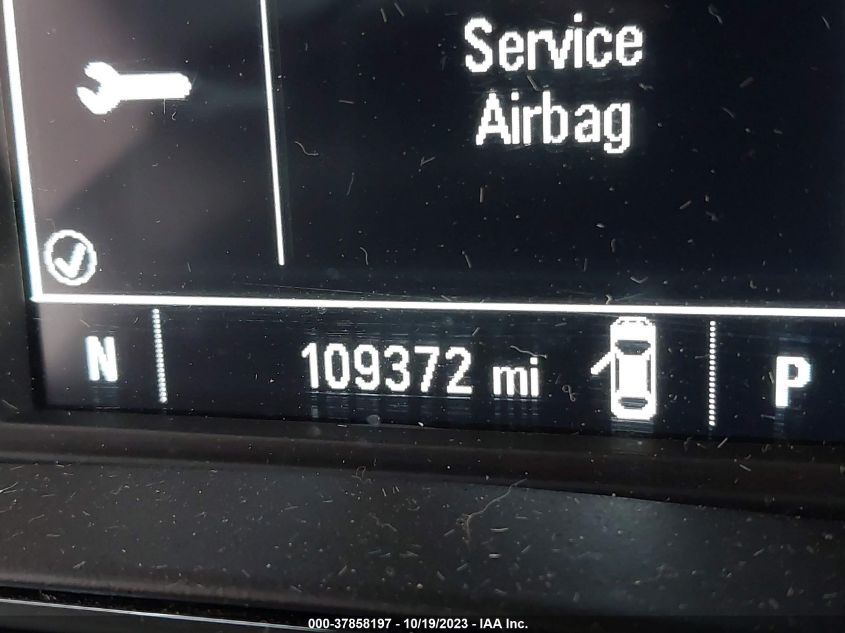 Service
Airbag
N 109372 mi P
000-37858197 - 10/19/2023 - IAA Inc.